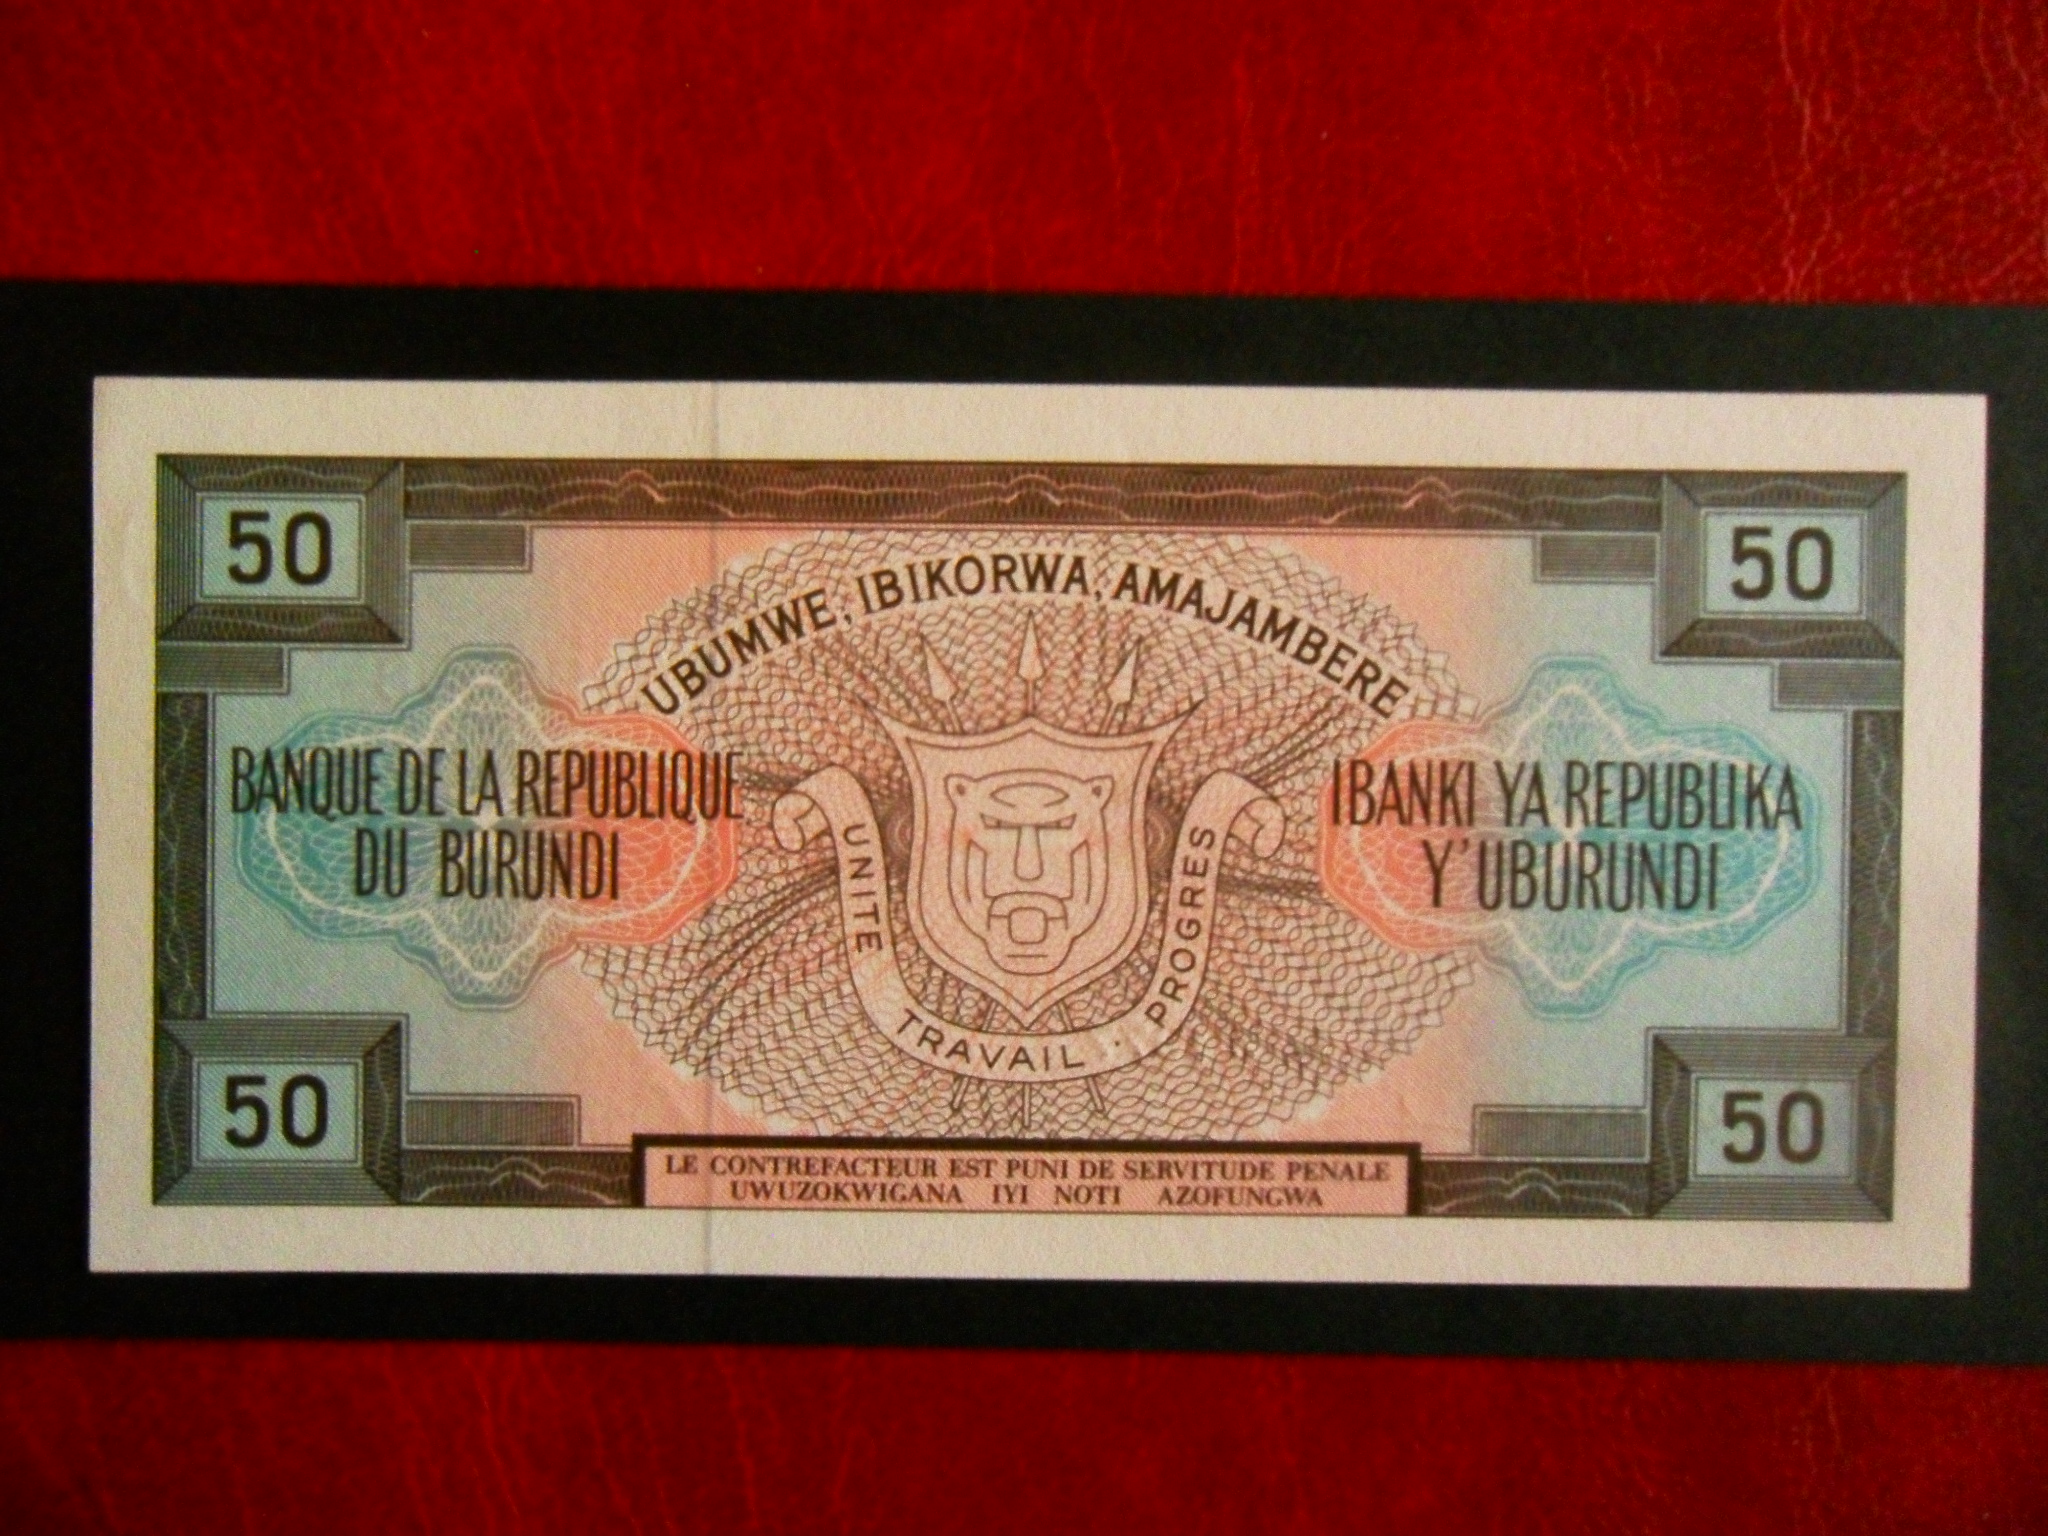 50
50
UBUMWE, IBIKORWA, AMAJAMBERE
BANQUE DE LA REPUBLIQUE
DU BURUNDI
UNITE
TRAVAIL
PROGRES
IBANKI YA REPUBLIKA
Y'UBURUNDI
50
50
LE CONTREFACTEUR EST PUNI DE SERVITUDE PENALE
UWUZOKWIGANA IYI NOTI AZOFUNGWA